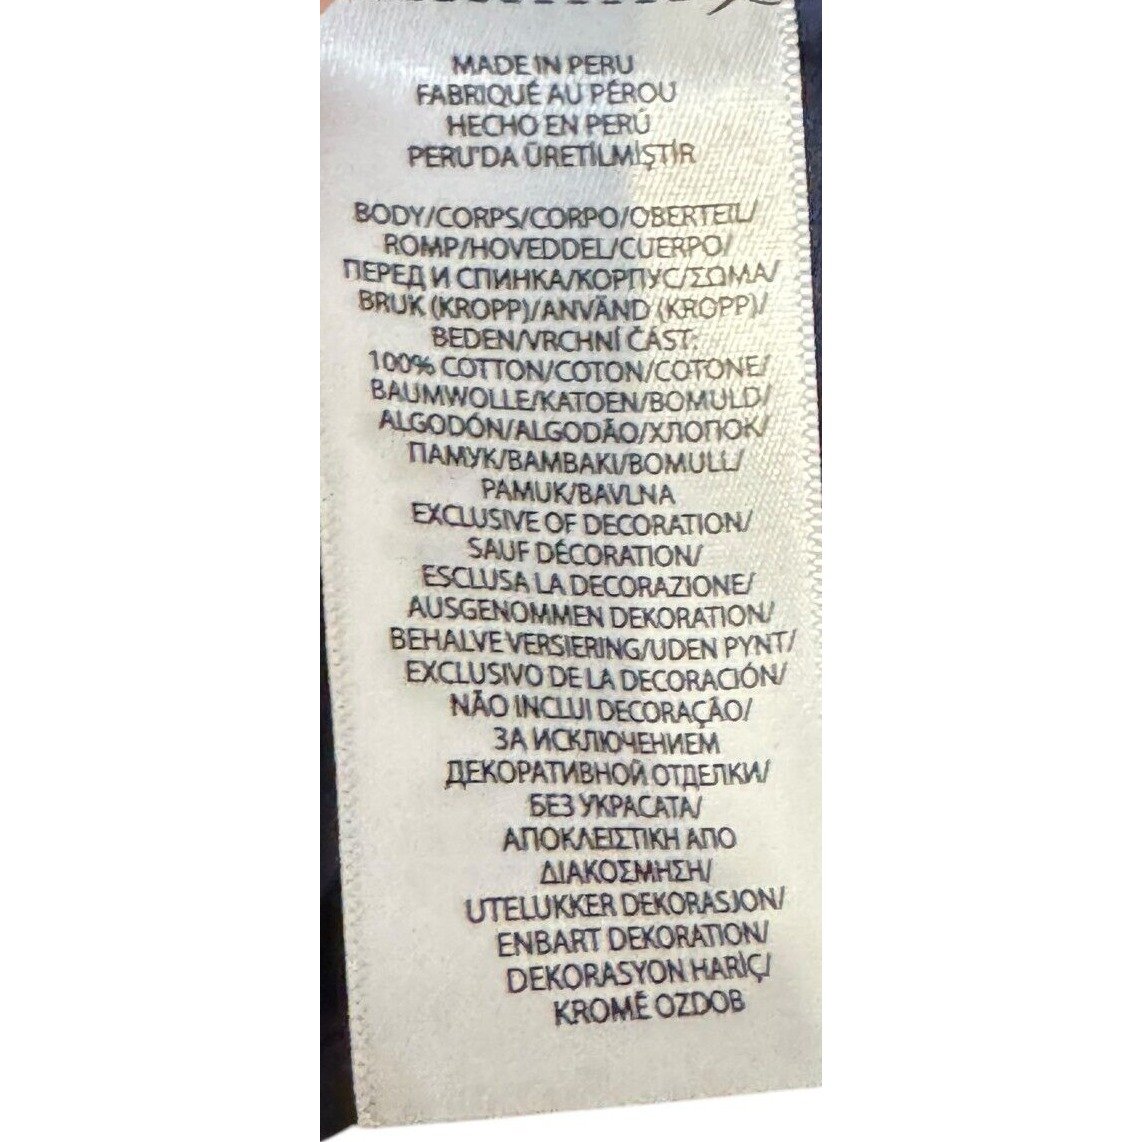 MADE IN PERU
FABRIQUÉ AU PÉROU
HECHO EN PERÚ
PERU'DA ÜRETİLMİŞTİR
BODY/CORPS/CORPO/OBERTEIL/
ROMP/HOVEDDEL/CUERPO/
ПЕРЕД И СПИНКА/КОРПУС/ΣΩΜΑ/
BRUK (KROPP)/ANVÄND (KROPP)/
BEDEN/VRCHNÍ ČÁST:
100% COTTON/COTON/COTONE/
BAUMWOLLE/KATOEN/BOMULD/
ALGODÓN/ALGODÃO/ХЛОПОК/
ПАМУК/BAMBAKI/BOMULL/
PAMUK/BAVLNA
EXCLUSIVE OF DECORATION/
SAUF DÉCORATION/
ESCLUSA LA DECORAZIONE/
AUSGENOMMEN DEKORATION/
BEHALVE VERSIERING/UDEN PYNT/
EXCLUSIVO DE LA DECORACIÓN/
NÃO INCLUI DECORAÇÃO/
ЗА ИСКЛЮЧЕНИЕМ
ДЕКОРАТИВНОЙ ОТДЕЛКИ/
БЕЗ УКРАСАТА/
ΑΠΟΚΛΕΙΣΤΙΚΗ ΑΠΟ
ΔΙΑΚΟΣΜΗΣΗ/
UTELUKKER DEKORASJON/
ENBART DEKORATION/
DEKORASYON HARİÇ/
KROMĚ OZDOB